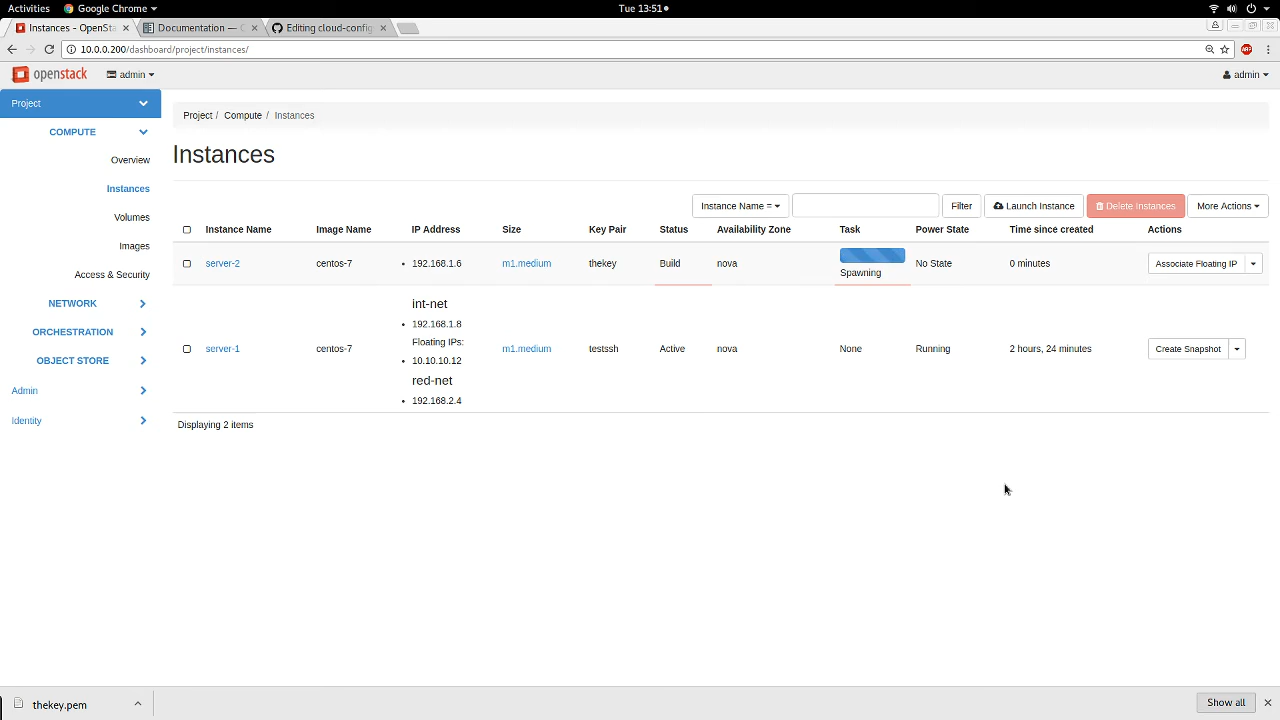 Activities Google Chrome Tue 13:51
Instances - OpenSta Documentation — Editing cloud-config
10.0.0.200/dashboard/project/instances/
openstack admin admin
Project
COMPUTE
Overview
Instances
Volumes
Images
Access & Security
NETWORK
ORCHESTRATION
OBJECT STORE
Admin
Identity
Project / Compute / Instances
Instances
Instance Name = Filter Launch Instance Delete Instances More Actions
Instance Name Image Name IP Address Size Key Pair Status Availability Zone Task Power State Time since created Actions
server-2 centos-7 • 192.168.1.6 m1.medium thekey Build nova Spawning No State 0 minutes Associate Floating IP
int-net
• 192.168.1.8
Floating IPs:
server-1 centos-7 m1.medium testssh Active nova None Running 2 hours, 24 minutes Create Snapshot
• 10.10.10.12
red-net
• 192.168.2.4
Displaying 2 items
thekey.pem Show all